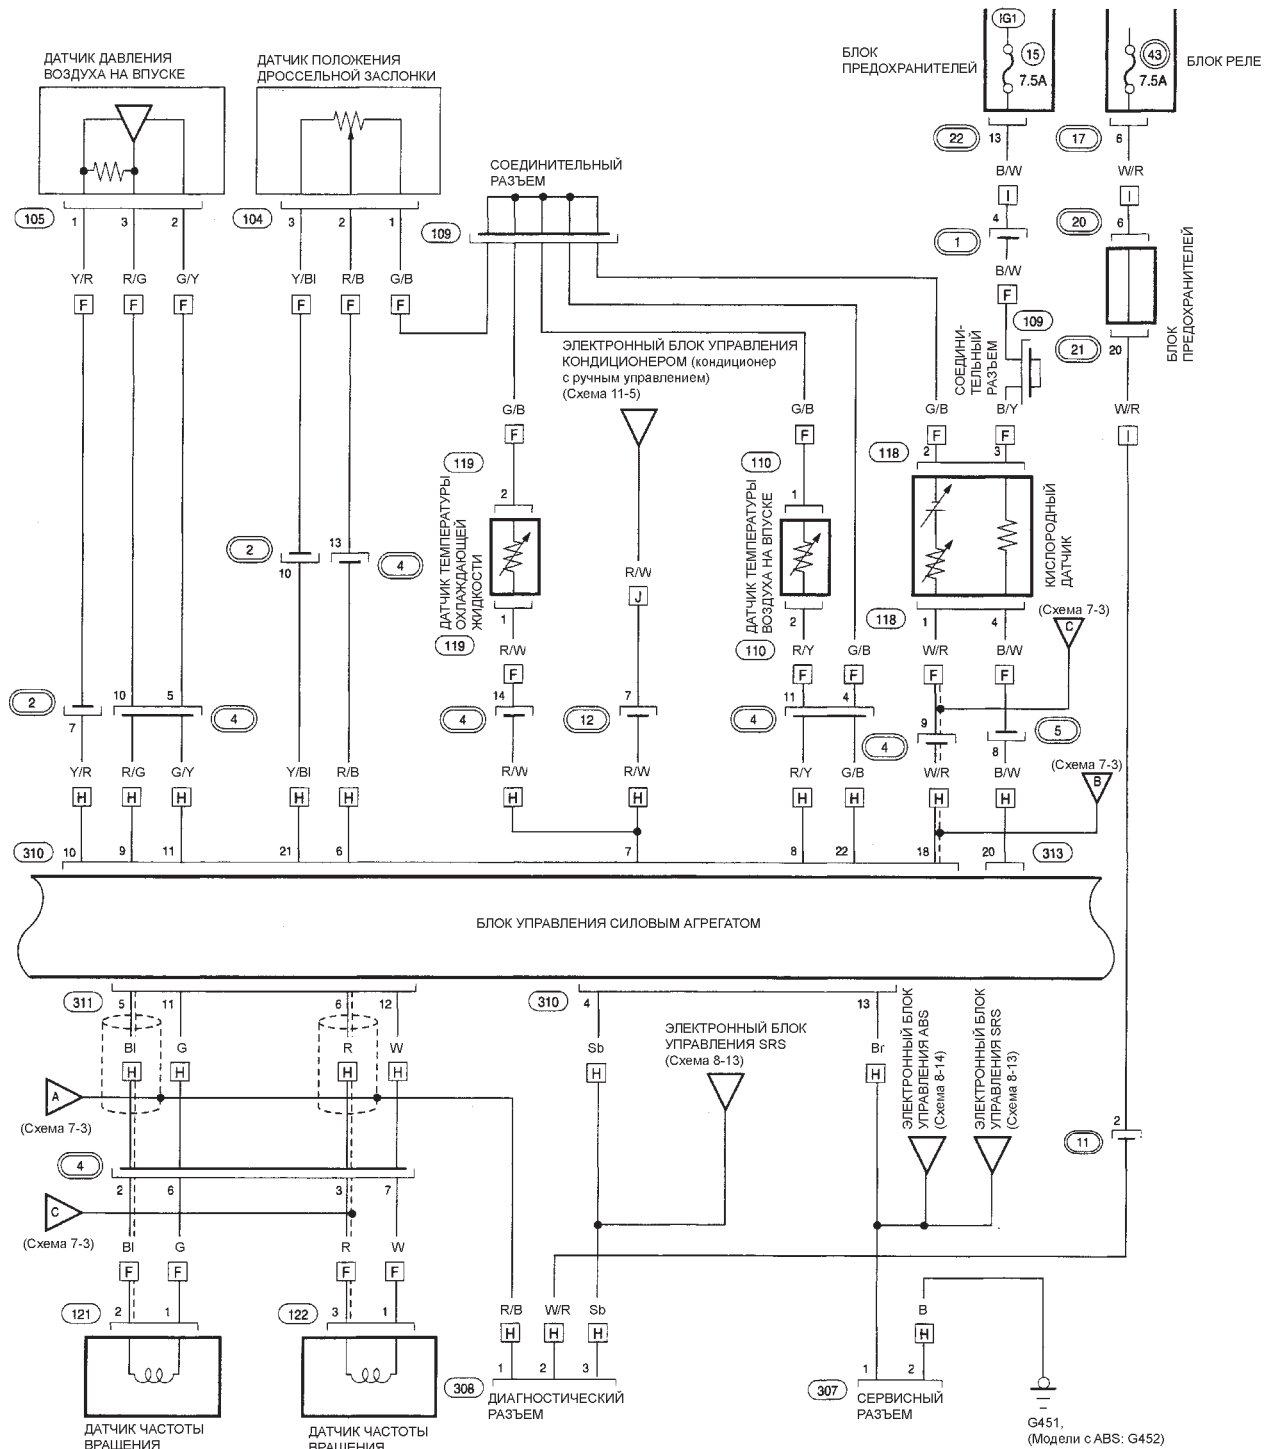 IG1
15
7.5A
43
7.5A
БЛОК
ПРЕДОХРАНИТЕЛЕЙ
БЛОК РЕЛЕ
ДАТЧИК ДАВЛЕНИЯ
ВОЗДУХА НА ВПУСКЕ
ДАТЧИК ПОЛОЖЕНИЯ
ДРОССЕЛЬНОЙ ЗАСЛОНКИ
22 13 17 6
СОЕДИНИТЕЛЬНЫЙ
РАЗЪЕМ
B/W W/R
I I
105 1 3 2 104 3 2 1 109
4 20 6
1
Y/R R/G G/Y Y/Bl R/B G/B
B/W
F F F F F F
F
109
СОЕДИНИ-
ТЕЛЬНЫЙ
РАЗЪЕМ
21 20
БЛОК
ПРЕДОХРАНИТЕЛЕЙ
ЭЛЕКТРОННЫЙ БЛОК УПРАВЛЕНИЯ
КОНДИЦИОНЕРОМ (кондиционер
с ручным управлением)
(Схема 11-5)
G/B G/B G/B B/Y W/R
F F F F I
119 110 118 2 3
2 1
ДАТЧИК ТЕМПЕРАТУРЫ
ОХЛАЖДАЮЩЕЙ
ЖИДКОСТИ
ДАТЧИК ТЕМПЕРАТУРЫ
ВОЗДУХА НА ВПУСКЕ
КИСЛОРОДНЫЙ
ДАТЧИК
2 10 13 4
R/W
J
1 2 118 1 4
(Схема 7-3)
C
119 110
R/W R/Y G/B W/R B/W
F F F F F
2 7 10 5 4
14 4 7 12 11 4 4
9 4 8 5
(Схема 7-3)
B
Y/R R/G G/Y Y/Bl R/B R/W R/W R/Y G/B W/R B/W
H H H H H H H H H H H
310 10 9 11 21 6 7 8 22 18 20 313
БЛОК УПРАВЛЕНИЯ СИЛОВЫМ АГРЕГАТОМ
311 5 11 6 12 310 4 13
ЭЛЕКТРОННЫЙ БЛОК
УПРАВЛЕНИЯ SRS
(Схема 8-13)
ЭЛЕКТРОННЫЙ БЛОК
УПРАВЛЕНИЯ ABS
(Схема 8-14)
ЭЛЕКТРОННЫЙ БЛОК
УПРАВЛЕНИЯ SRS
(Схема 8-13)
Bl G R W Sb Br
H H H H H H
A
(Схема 7-3)
2
11
4
2 6 3 7
C
(Схема 7-3)
Bl G R W
F F F F
121 2 1 122 3 1
R/B W/R Sb B
H H H H
1 2 3 1 2
308 ДИАГНОСТИЧЕСКИЙ
РАЗЪЕМ
307 СЕРВИСНЫЙ
РАЗЪЕМ
G451,
(Модели с ABS: G452)
ДАТЧИК ЧАСТОТЫ
ВРАЩЕНИЯ
ДАТЧИК ЧАСТОТЫ
ВРАЩЕНИЯ